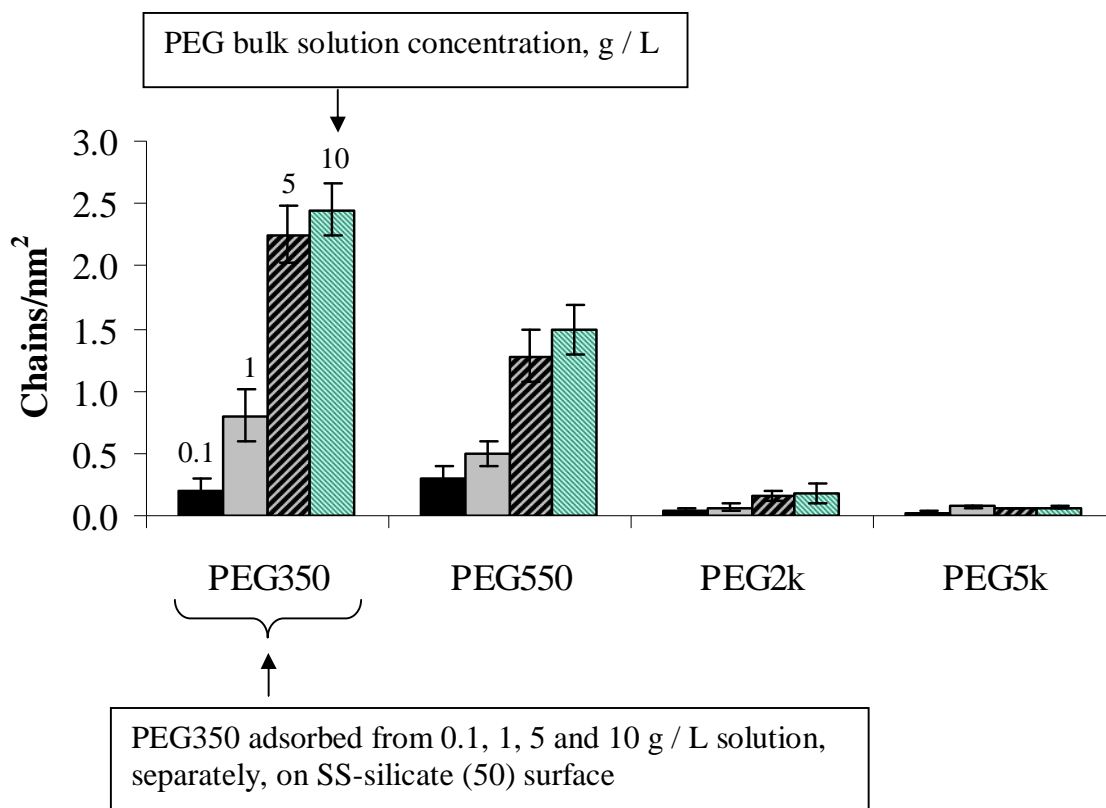 PEG bulk solution concentration, g / L
Chains/nm²
3.0
2.5
2.0
1.5
1.0
0.5
0.0
0.1
1
5
10
PEG350 PEG550 PEG2k PEG5k
PEG350 adsorbed from 0.1, 1, 5 and 10 g / L solution,
separately, on SS-silicate (50) surface